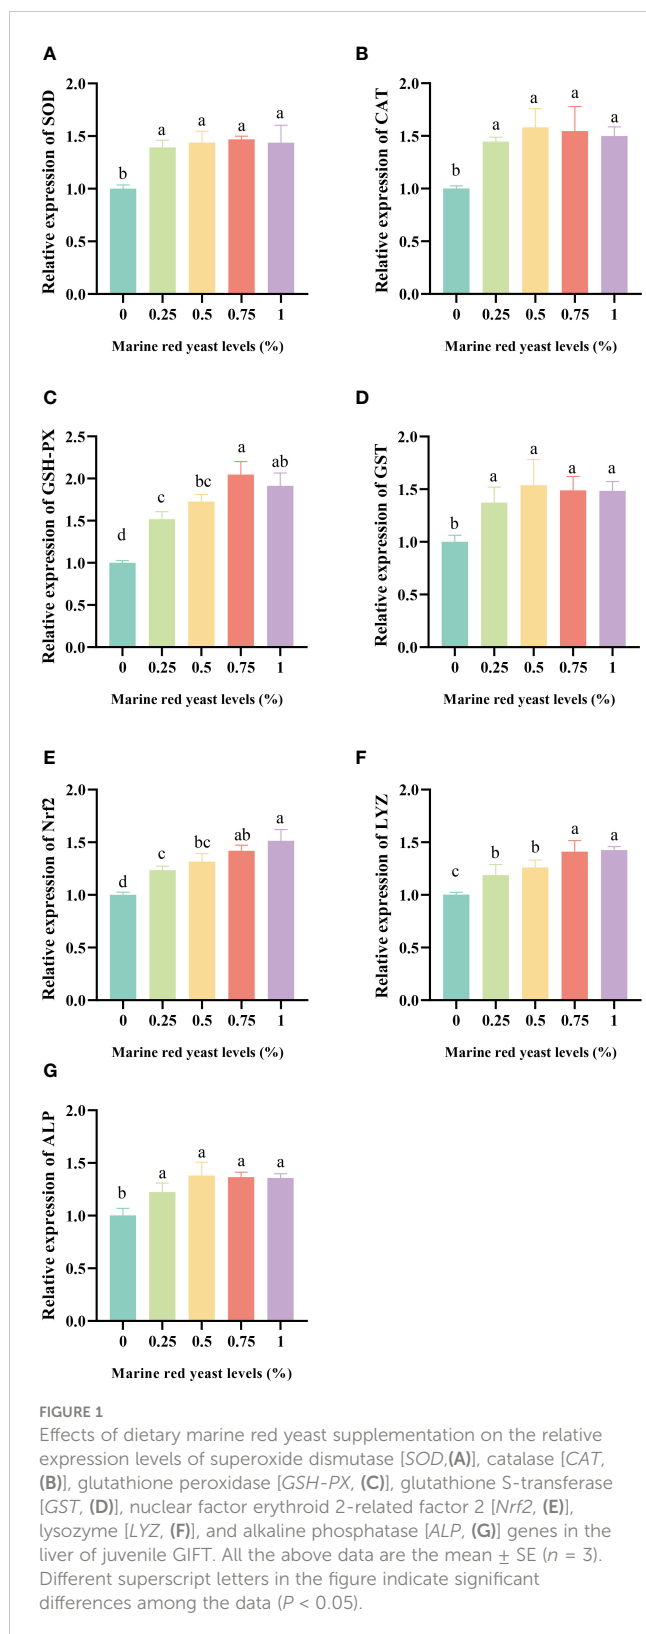 A
Relative expression of SOD
2.0
1.5
1.0
0.5
0.0
b
a
a
a
a
0 0.25 0.5 0.75 1
Marine red yeast levels (%)
B
Relative expression of CAT
2.0
1.5
1.0
0.5
0.0
b
a
a
a
a
0 0.25 0.5 0.75 1
Marine red yeast levels (%)
C
Relative expression of GSH-PX
2.5
2.0
1.5
1.0
0.5
0.0
d
c
bc
a
ab
0 0.25 0.5 0.75 1
Marine red yeast levels (%)
D
Relative expression of GST
2.0
1.5
1.0
0.5
0.0
b
a
a
a
a
0 0.25 0.5 0.75 1
Marine red yeast levels (%)
E
Relative expression of Nrf2
2.0
1.5
1.0
0.5
0.0
d
c
bc
ab
a
0 0.25 0.5 0.75 1
Marine red yeast levels (%)
F
Relative expression of LYZ
2.0
1.5
1.0
0.5
0.0
c
b
b
a
a
0 0.25 0.5 0.75 1
Marine red yeast levels (%)
G
Relative expression of ALP
2.0
1.5
1.0
0.5
0.0
b
a
a
a
a
0 0.25 0.5 0.75 1
Marine red yeast levels (%)
FIGURE 1
Effects of dietary marine red yeast supplementation on the relative
expression levels of superoxide dismutase [SOD,(A)], catalase [CAT,
(B)], glutathione peroxidase [GSH-PX, (C)], glutathione S-transferase
[GST, (D)], nuclear factor erythroid 2-related factor 2 [Nrf2, (E)],
lysozyme [LYZ, (F)], and alkaline phosphatase [ALP, (G)] genes in the
liver of juvenile GIFT. All the above data are the mean ± SE (n = 3).
Different superscript letters in the figure indicate significant
differences among the data (P < 0.05).